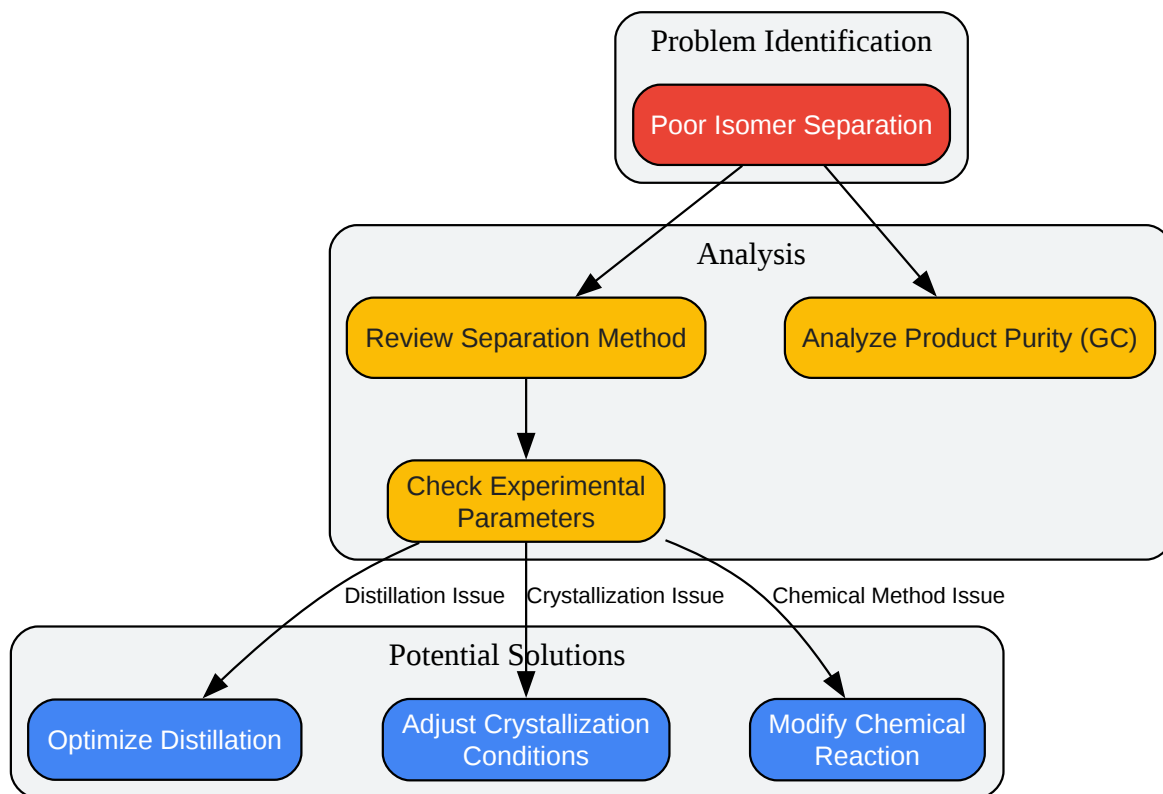 Problem Identification
Poor Isomer Separation
Analysis
Review Separation Method
Analyze Product Purity (GC)
Check Experimental
Parameters
Distillation Issue
Crystallization Issue
Chemical Method Issue
Potential Solutions
Optimize Distillation
Adjust Crystallization
Conditions
Modify Chemical
Reaction